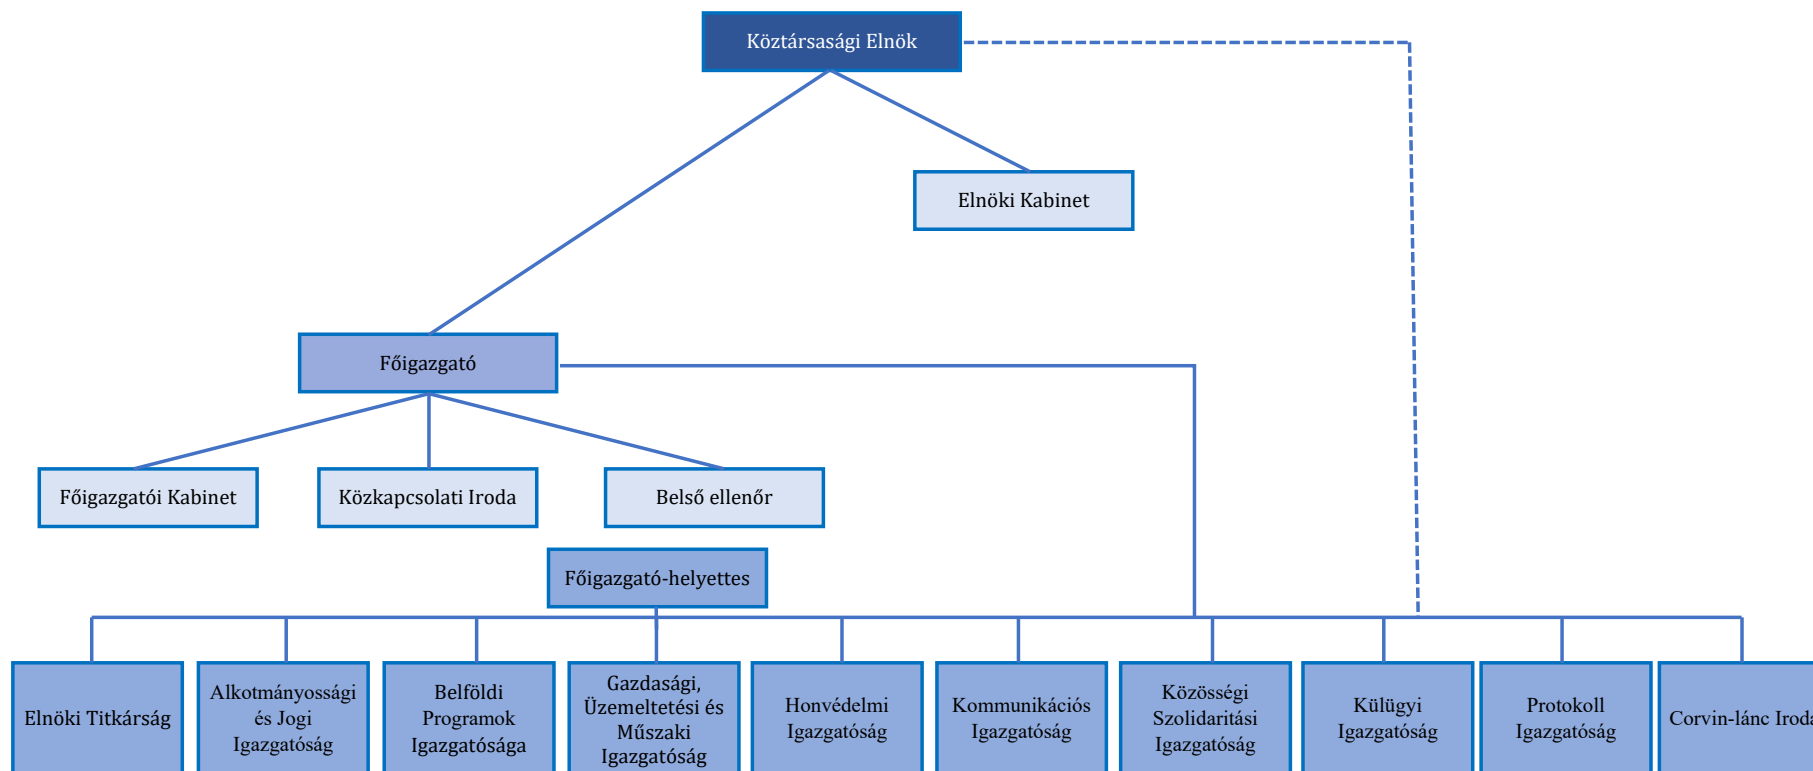 Köztársasági Elnök
Elnöki Kabinet
Főigazgató
Főigazgatói Kabinet
Közkapcsolati Iroda
Belső ellenőr
Főigazgató-helyettes
Elnöki Titkárság
Alkotmányossági
és Jogi
Igazgatóság
Belföldi
Programok
Igazgatósága
Gazdasági,
Üzemeltetési és
Műszaki
Igazgatóság
Honvédelmi
Igazgatóság
Kommunikációs
Igazgatóság
Közösségi
Szolidaritási
Igazgatóság
Külügyi
Igazgatóság
Protokoll
Igazgatóság
Corvin-lánc Iroda